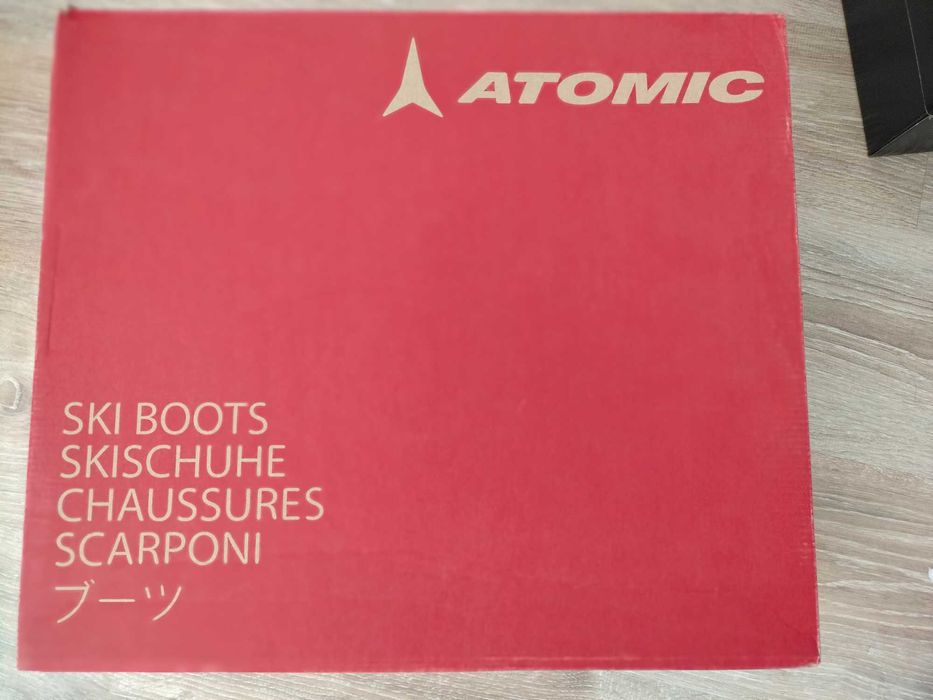 ATOMIC
SKI BOOTS
SKISCHUHE
CHAUSSURES
SCARPONI
ブーツ